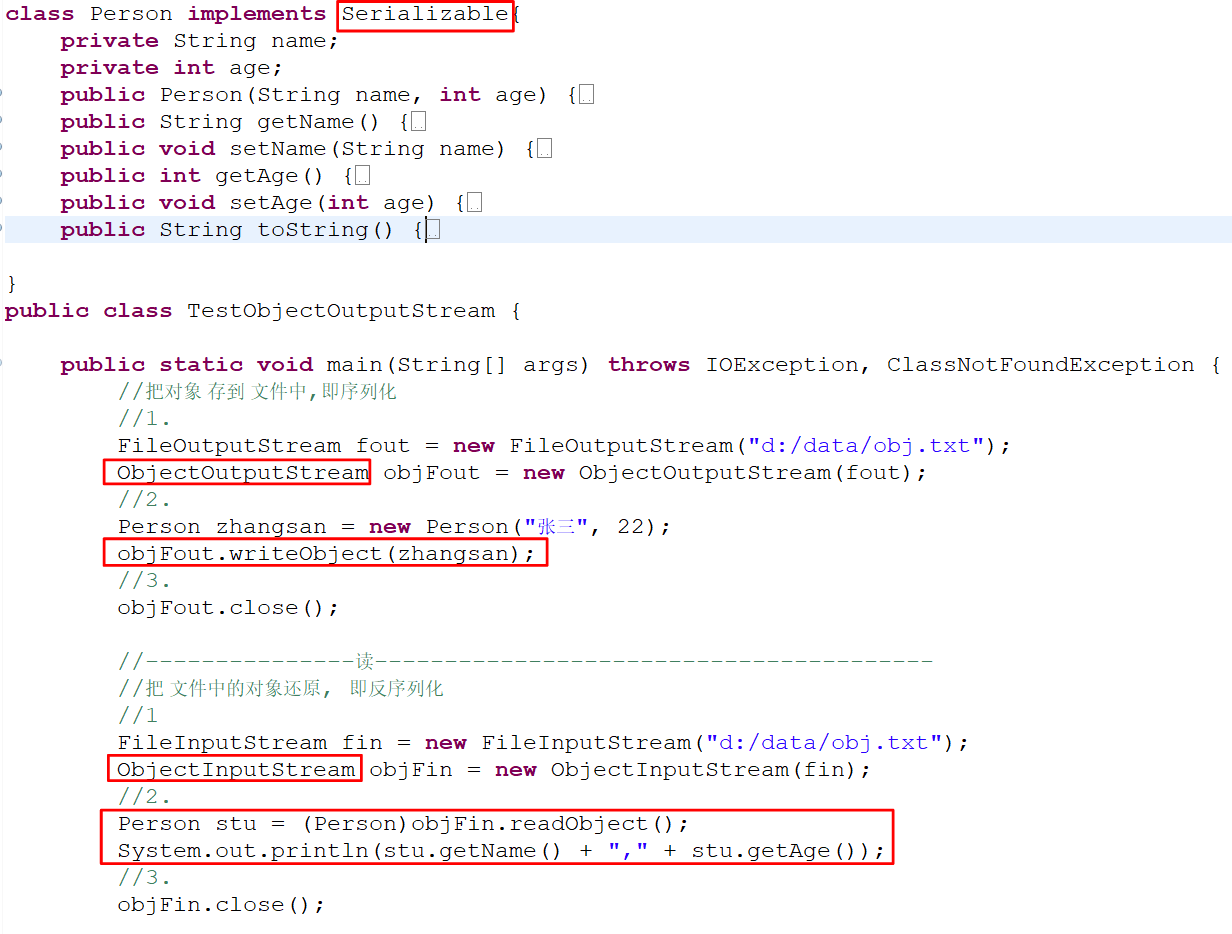 class Person implements Serializable{
    private String name;
    private int age;
    public Person(String name, int age) {
    public String getName() {
    public void setName(String name) {
    public int getAge() {
    public void setAge(int age) {
    public String toString() {
}
public class TestObjectOutputStream {
    public static void main(String[] args) throws IOException, ClassNotFoundException {
        //把对象 存到 文件中,即序列化
        //1.
        FileOutputStream fout = new FileOutputStream("d:/data/obj.txt");
        ObjectOutputStream objFout = new ObjectOutputStream(fout);
        //2.
        Person zhangsan = new Person("张三", 22);
        objFout.writeObject(zhangsan);
        //3.
        objFout.close();
        //---------------读----------------------------------------
        //把 文件中的对象还原, 即反序列化
        //1
        FileInputStream fin = new FileInputStream("d:/data/obj.txt");
        ObjectInputStream objFin = new ObjectInputStream(fin);
        //2.
        Person stu = (Person)objFin.readObject();
        System.out.println(stu.getName() + "," + stu.getAge());
        //3.
        objFin.close();